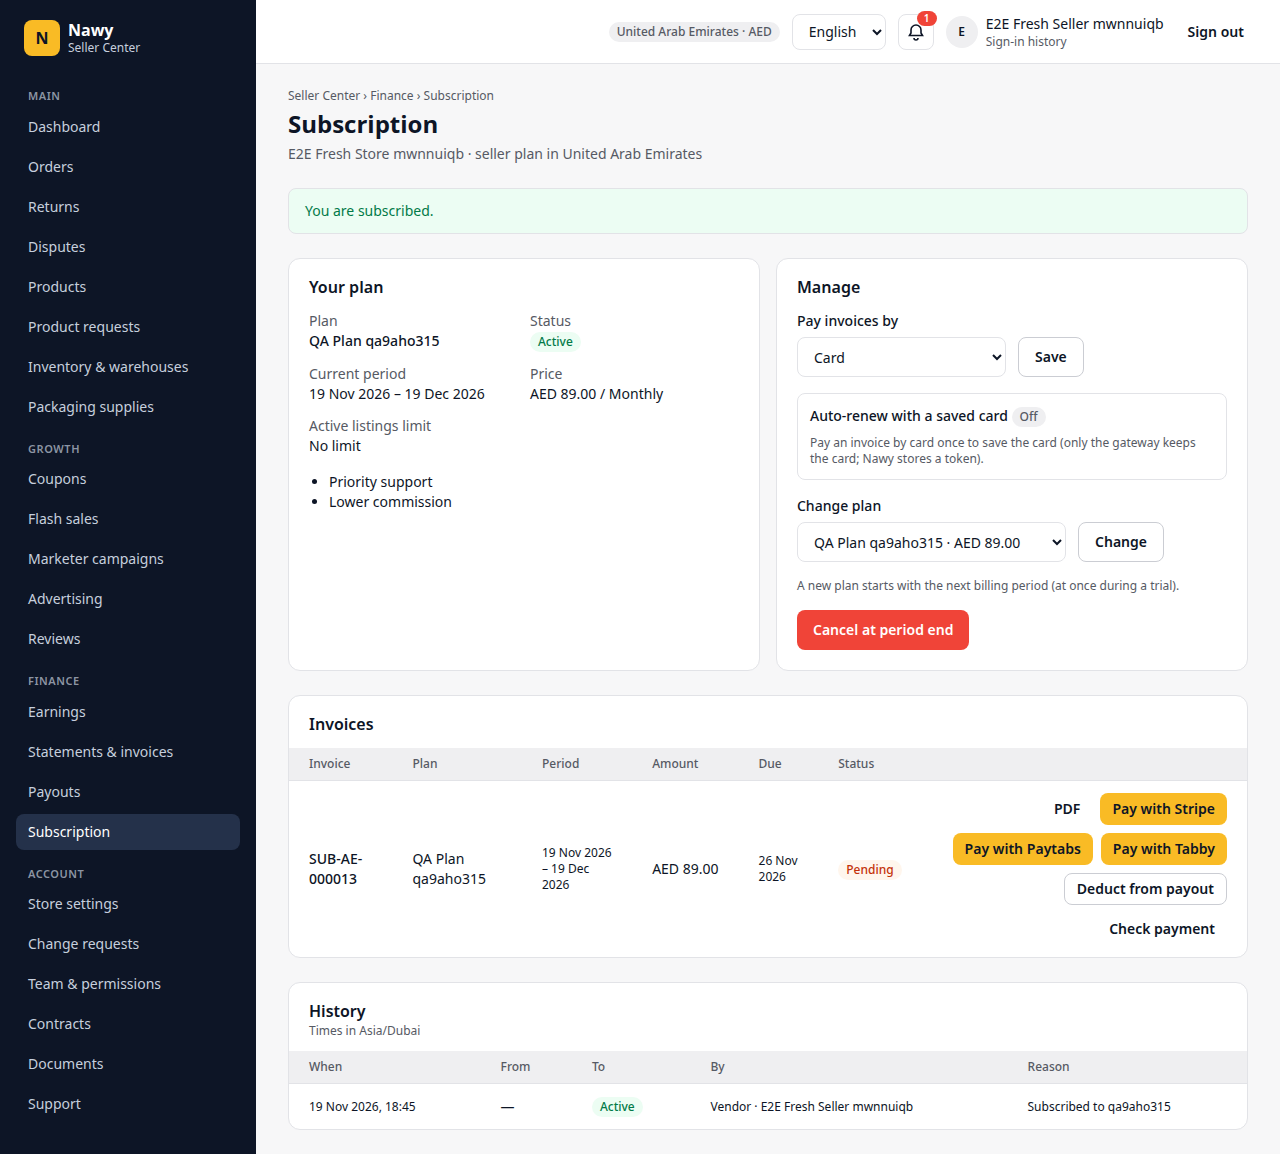 N
Nawy
Seller Center
MAIN
Dashboard
Orders
Returns
Disputes
Products
Product requests
Inventory & warehouses
Packaging supplies
GROWTH
Coupons
Flash sales
Marketer campaigns
Advertising
Reviews
FINANCE
Earnings
Statements & invoices
Payouts
Subscription
ACCOUNT
Store settings
Change requests
Team & permissions
Contracts
Documents
Support
United Arab Emirates · AED
English
1
E
E2E Fresh Seller mwnnuiqb
Sign-in history
Sign out
Seller Center › Finance › Subscription
Subscription
E2E Fresh Store mwnnuiqb · seller plan in United Arab Emirates
You are subscribed.
Your plan
Plan
QA Plan qa9aho315
Status
Active
Current period
19 Nov 2026 – 19 Dec 2026
Price
AED 89.00 / Monthly
Active listings limit
No limit
• Priority support
• Lower commission
Manage
Pay invoices by
Card
Save
Auto-renew with a saved card Off
Pay an invoice by card once to save the card (only the gateway keeps
the card; Nawy stores a token).
Change plan
QA Plan qa9aho315 · AED 89.00
Change
A new plan starts with the next billing period (at once during a trial).
Cancel at period end
Invoices
Invoice Plan Period Amount Due Status
SUB-AE-
000013
QA Plan
qa9aho315
19 Nov 2026
– 19 Dec
2026
AED 89.00
26 Nov
2026
Pending
PDF
Pay with Stripe
Pay with Paytabs
Pay with Tabby
Deduct from payout
Check payment
History
Times in Asia/Dubai
When From To By Reason
19 Nov 2026, 18:45 — Active Vendor · E2E Fresh Seller mwnnuiqb Subscribed to qa9aho315